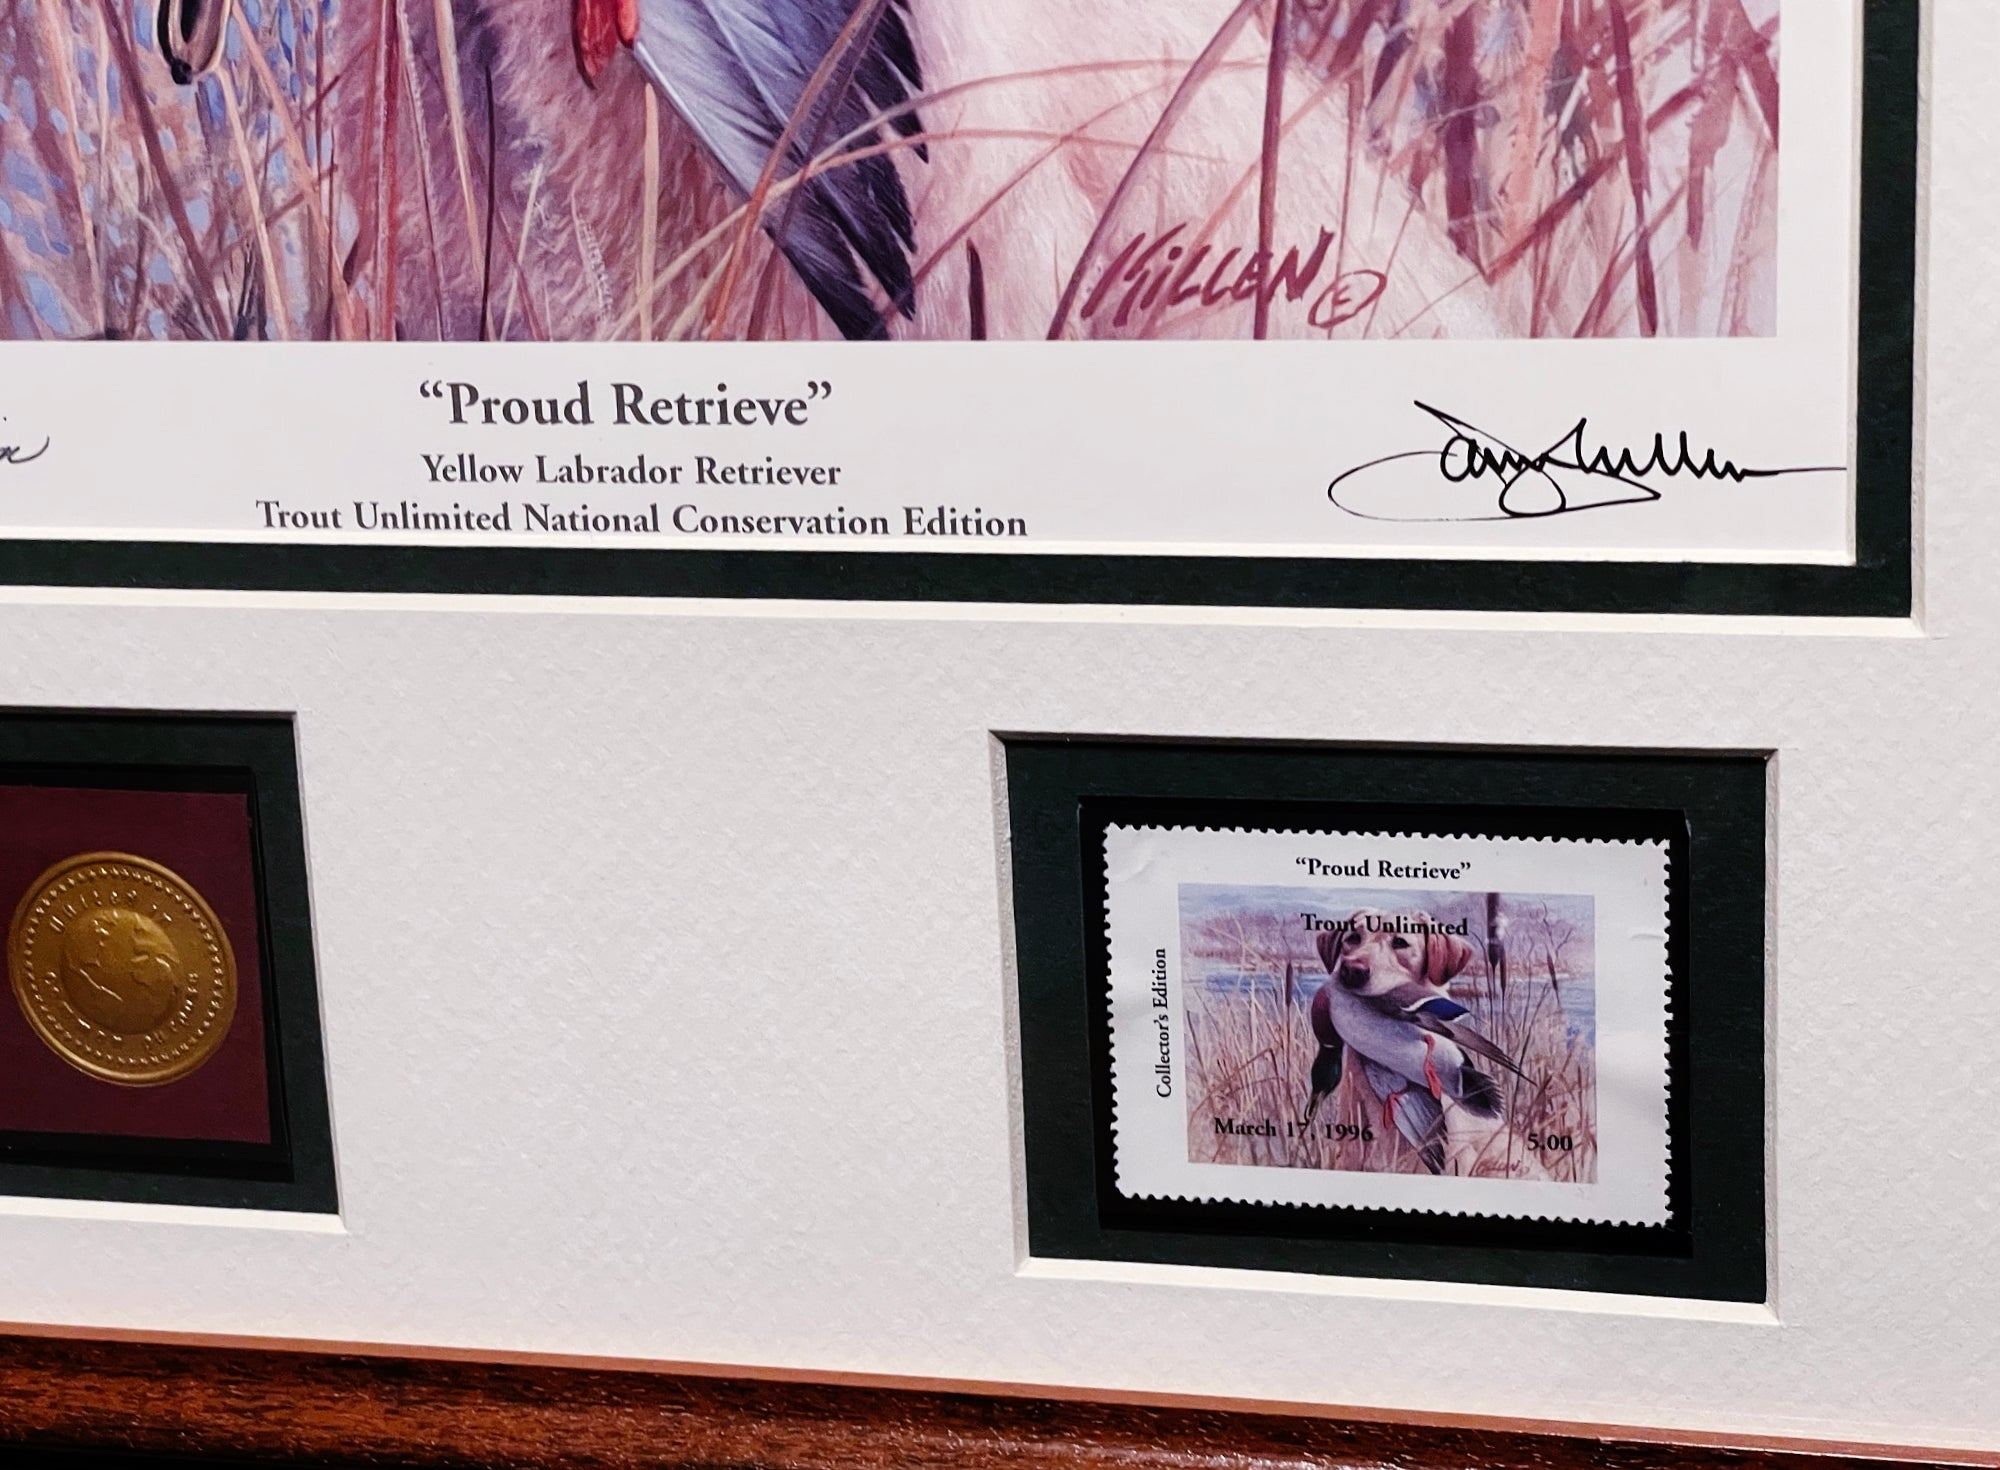 KiLLEN E
"Proud Retrieve"
Yellow Labrador Retriever
Trout Unlimited National Conservation Edition
"Proud Retrieve"
Trout Unlimited
Collector's Edition
March 17, 1996
5.00
KiLLEN